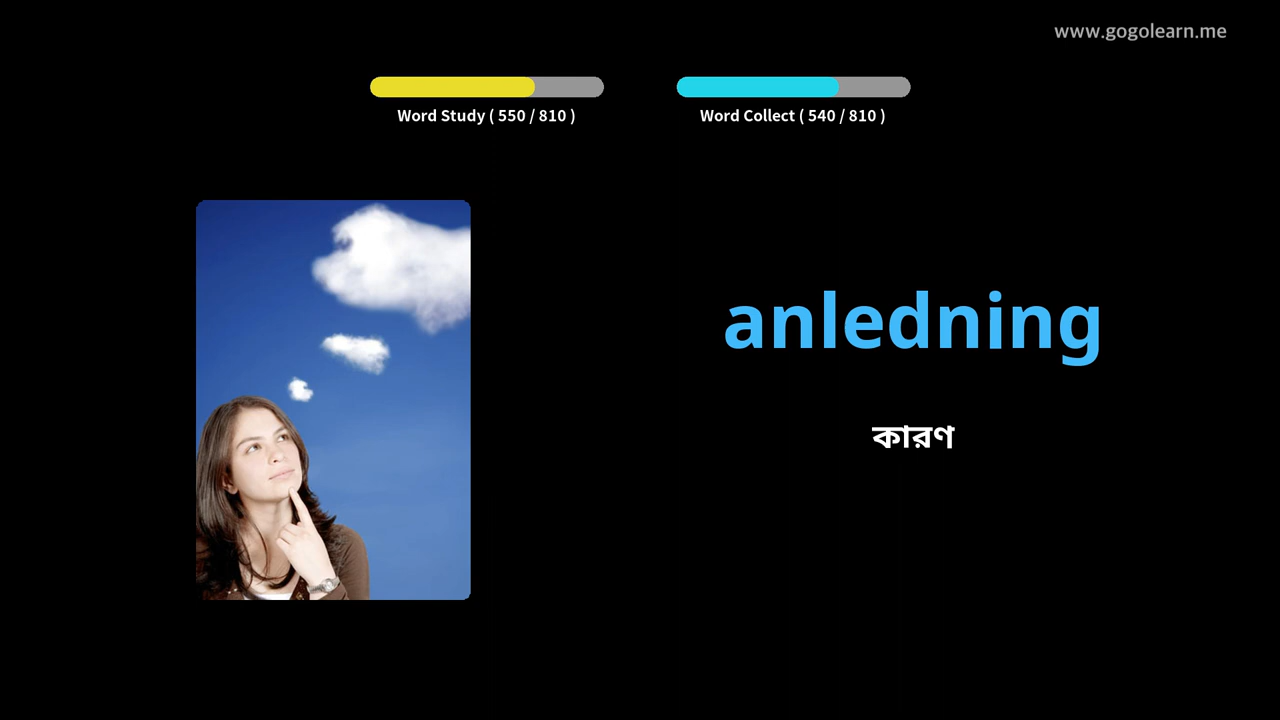 www.gogolearn.me
Word Study ( 550 / 810 )
Word Collect ( 540 / 810 )
anledning
কারণ